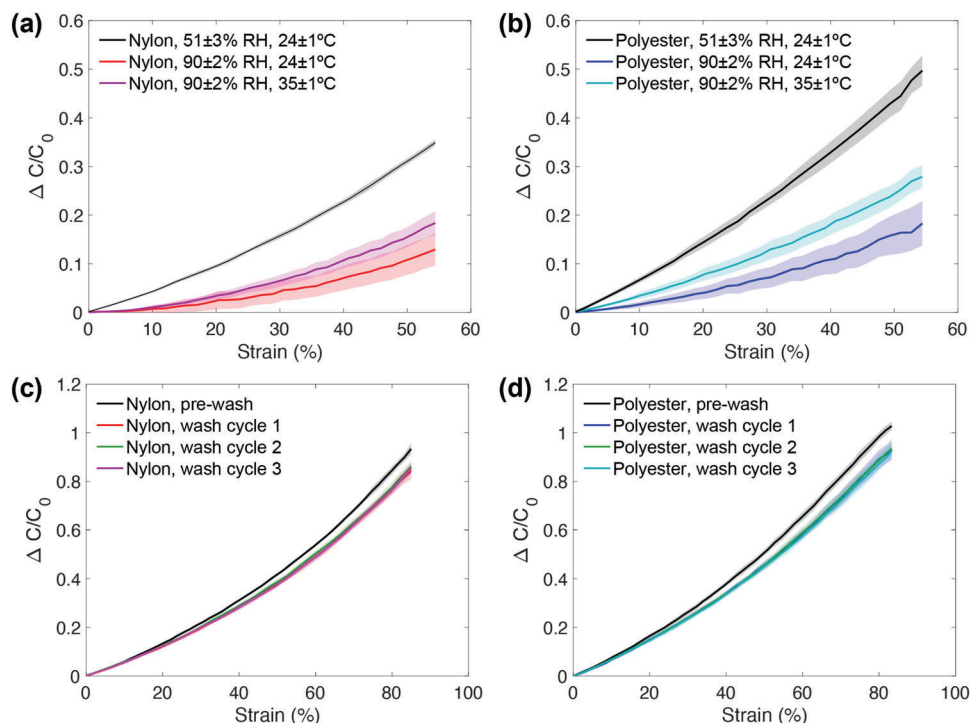 (a)
Nylon, 51±3% RH, 24±1ºC
Nylon, 90±2% RH, 24±1ºC
Nylon, 90±2% RH, 35±1ºC
0.6
0.5
0.4
0.3
0.2
0.1
0
Δ C/C0
0 10 20 30 40 50 60
Strain (%)
(b)
Polyester, 51±3% RH, 24±1ºC
Polyester, 90±2% RH, 24±1ºC
Polyester, 90±2% RH, 35±1ºC
0.6
0.5
0.4
0.3
0.2
0.1
0
Δ C/C0
0 10 20 30 40 50 60
Strain (%)
(c)
Nylon, pre-wash
Nylon, wash cycle 1
Nylon, wash cycle 2
Nylon, wash cycle 3
1.2
1
0.8
0.6
0.4
0.2
0
Δ C/C0
0 20 40 60 80 100
Strain (%)
(d)
Polyester, pre-wash
Polyester, wash cycle 1
Polyester, wash cycle 2
Polyester, wash cycle 3
1.2
1
0.8
0.6
0.4
0.2
0
Δ C/C0
0 20 40 60 80 100
Strain (%)